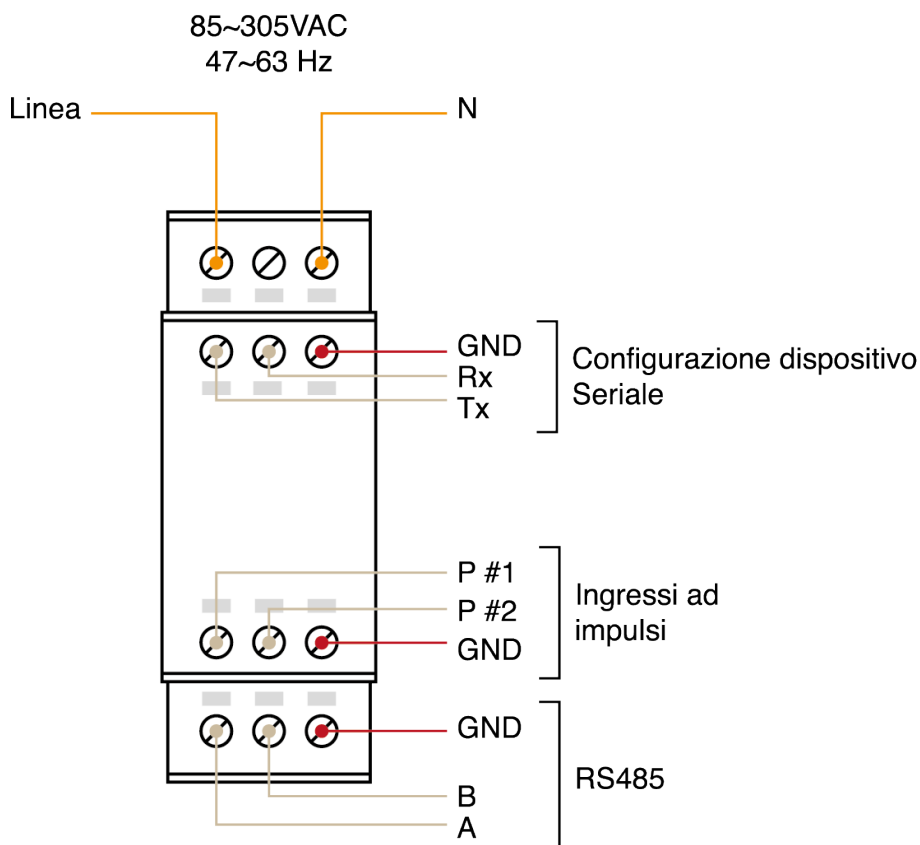 85~305VAC
47~63 Hz
Linea
N
GND
Rx
Tx
Configurazione dispositivo
Seriale
P #1
P #2
GND
Ingressi ad
impulsi
GND
B
A
RS485